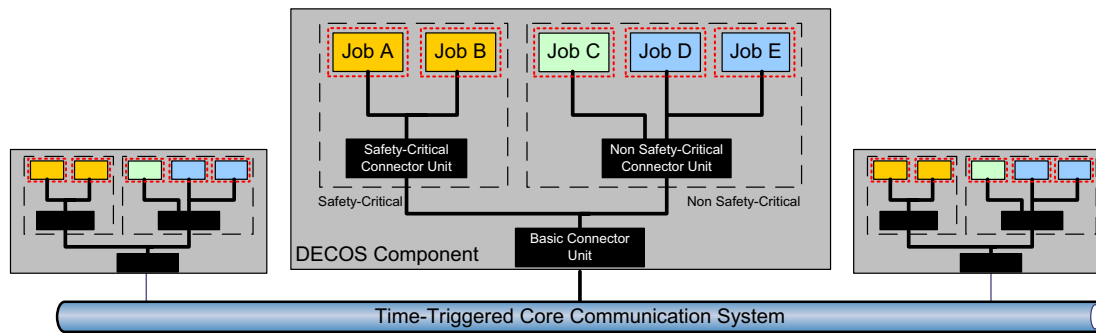 Job A
Job B
Job C
Job D
Job E
Safety-Critical
Connector Unit
Non Safety-Critical
Connector Unit
Safety-Critical
Non Safety-Critical
Basic Connector
Unit
DECOS Component
Time-Triggered Core Communication System